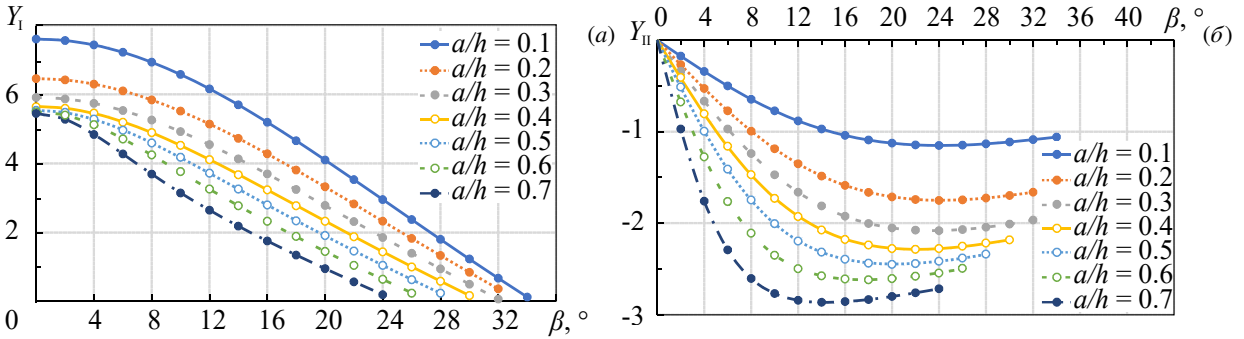 Y_I
6
4
2
0
4 8 12 16 20 24 28 32 β, °
a/h = 0.1
a/h = 0.2
a/h = 0.3
a/h = 0.4
a/h = 0.5
a/h = 0.6
a/h = 0.7
(а)
0 4 8 12 16 20 24 28 32 36 40 β, °
Y_II
-1
-2
-3
a/h = 0.1
a/h = 0.2
a/h = 0.3
a/h = 0.4
a/h = 0.5
a/h = 0.6
a/h = 0.7
(б)